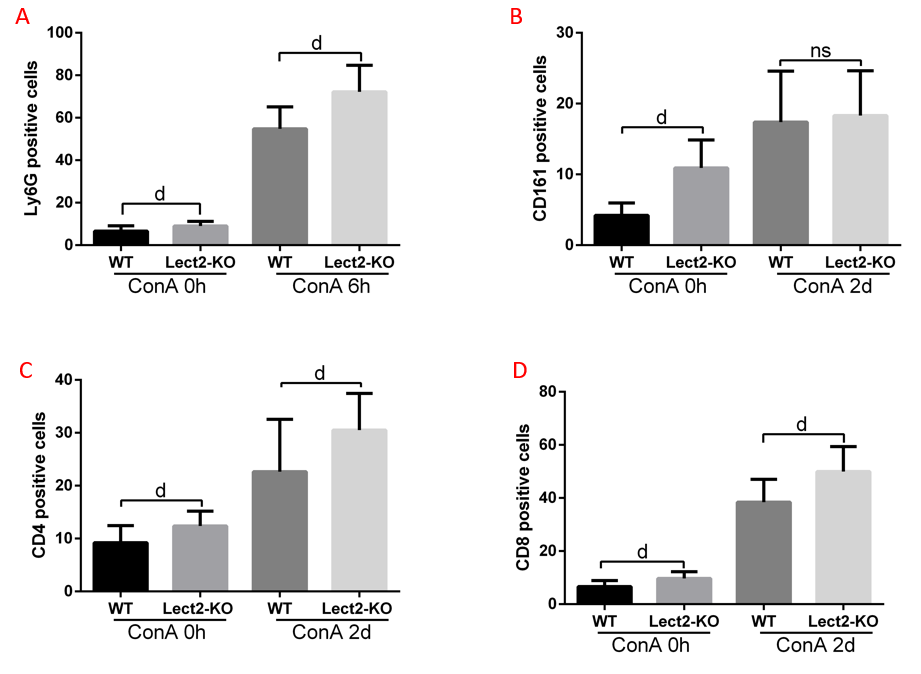 A
Ly6G positive cells
100
80
60
40
20
0
d
d
WT Lect2-KO WT Lect2-KO
ConA 0h ConA 6h
B
CD161 positive cells
30
20
10
0
d
ns
WT Lect2-KO WT Lect2-KO
ConA 0h ConA 2d
C
CD4 positive cells
40
30
20
10
0
d
d
WT Lect2-KO WT Lect2-KO
ConA 0h ConA 2d
D
CD8 positive cells
80
60
40
20
0
d
d
WT Lect2-KO WT Lect2-KO
ConA 0h ConA 2d